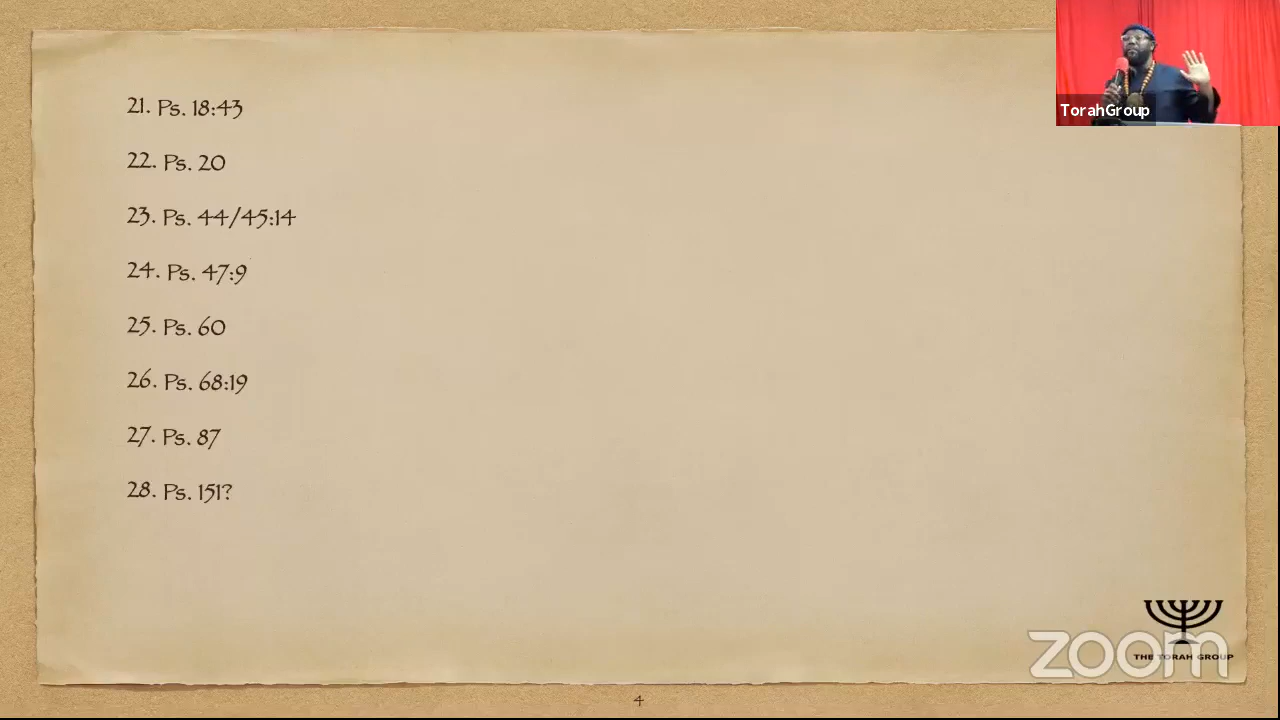 TorahGroup
21. Ps. 18:43
22. Ps. 20
23. Ps. 44/45:14
24. Ps. 47:9
25. Ps. 60
26. Ps. 68:19
27. Ps. 87
28. Ps. 151?
zoom
THE TORAH GROUP
4